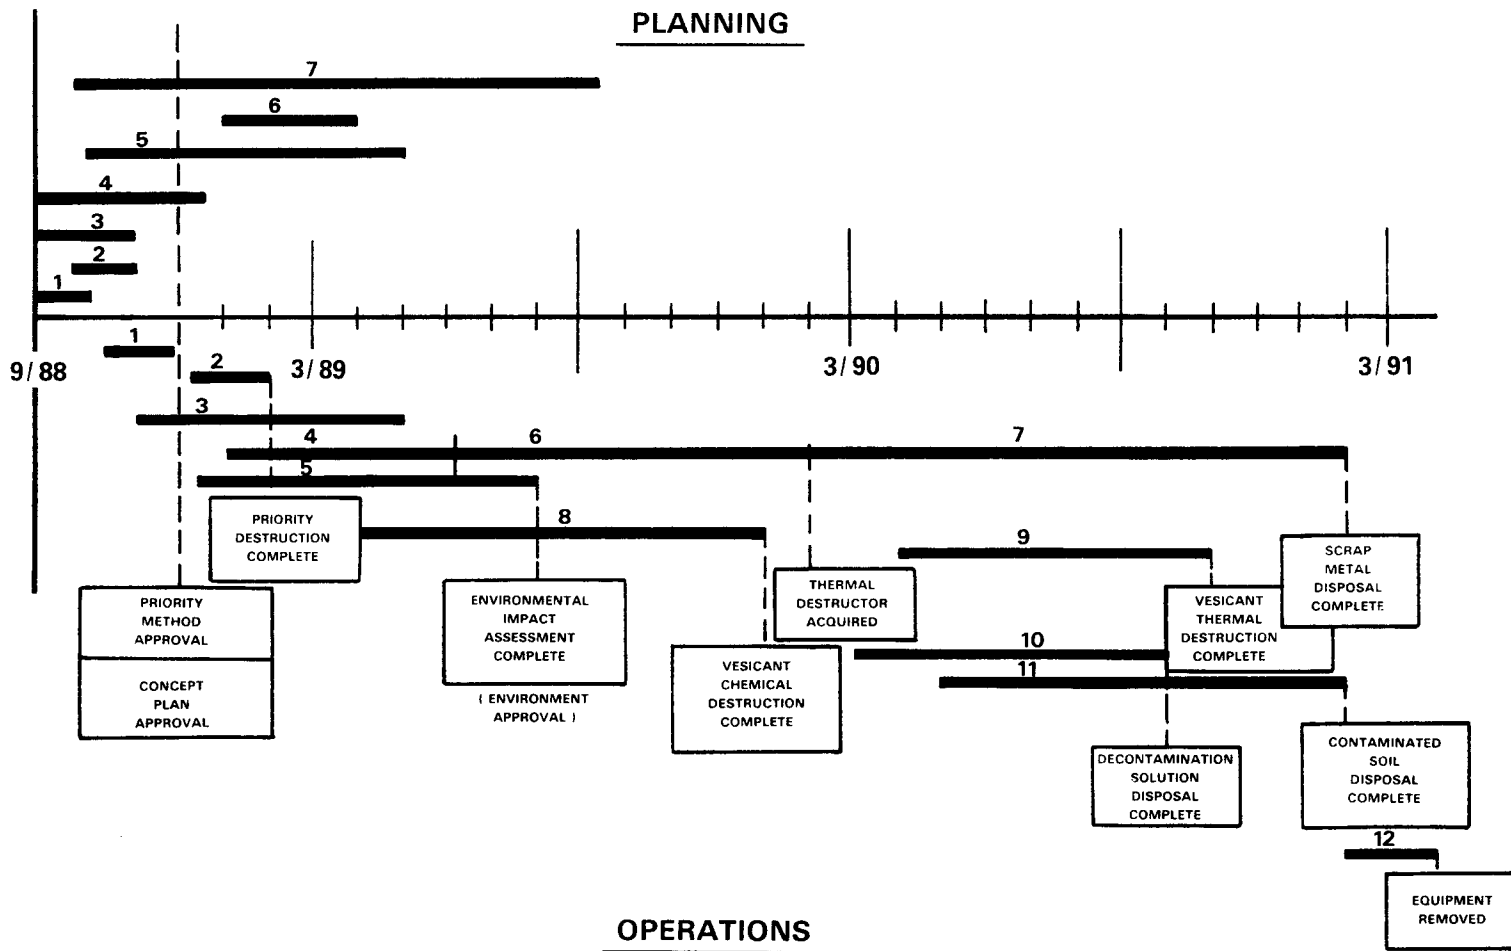 PLANNING
7
6
5
4
3
2
1
9/88
3/89
3/90
3/91
1
2
3
4
6
7
5
8
9
10
11
12
PRIORITY
DESTRUCTION
COMPLETE
PRIORITY
METHOD
APPROVAL
CONCEPT
PLAN
APPROVAL
ENVIRONMENTAL
IMPACT
ASSESSMENT
COMPLETE
( ENVIRONMENT
APPROVAL )
VESICANT
CHEMICAL
DESTRUCTION
COMPLETE
THERMAL
DESTRUCTOR
ACQUIRED
VESICANT
THERMAL
DESTRUCTION
COMPLETE
SCRAP
METAL
DISPOSAL
COMPLETE
DECONTAMINATION
SOLUTION
DISPOSAL
COMPLETE
CONTAMINATED
SOIL
DISPOSAL
COMPLETE
EQUIPMENT
REMOVED
OPERATIONS